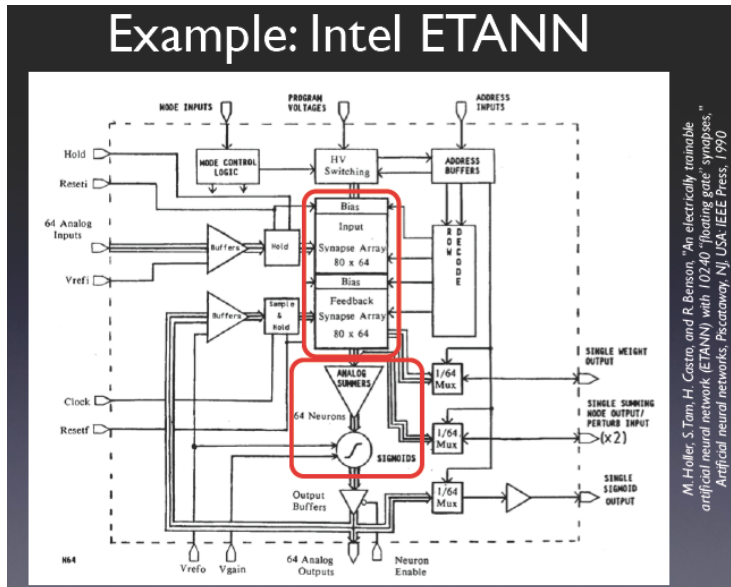 Example: Intel ETANN
MODE INPUTS
PROGRAM
VOLTAGES
ADDRESS
INPUTS
Hold
Reseti
64 Analog
Inputs
Vrefi
Clock
Resetf
MODE CONTROL
LOGIC
HV
Switching
ADDRESS
BUFFERS
Buffers
Hold
Bias
Input
Synapse Array
80 x 64
Bias
Feedback
Synapse Array
80 x 64
ROW
DECODE
Buffers
Sample
&
Hold
ANALOG
SUMMERS
64 Neurons
SIGMOIDS
Output
Buffers
1/64
Mux
1/64
Mux
1/64
Mux
SINGLE WEIGHT
OUTPUT
SINGLE SUMMING
NODE OUTPUT/
PERTURB INPUT
(x2)
SINGLE
SIGMOID
OUTPUT
N64
Vrefo
Vgain
64 Analog
Outputs
Neuron
Enable
M. Holler, S. Tam, H. Castro, and R. Benson, "An electrically trainable
artificial neural network (ETANN) with 10240 "floating gate" synapses,"
Artificial neural networks, Piscataway, NJ, USA: IEEE Press, 1990